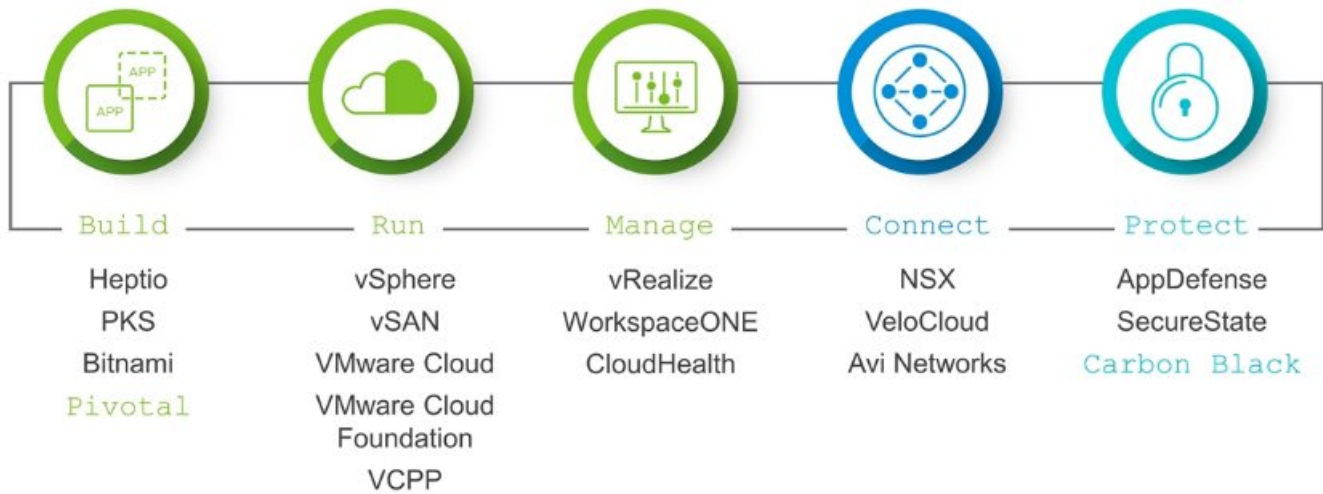 APP
APP
Build
Heptio
PKS
Bitnami
Pivotal
Run
vSphere
vSAN
VMware Cloud
VMware Cloud
Foundation
VCPP
Manage
vRealize
WorkspaceONE
CloudHealth
Connect
NSX
VeloCloud
Avi Networks
Protect
AppDefense
SecureState
Carbon Black